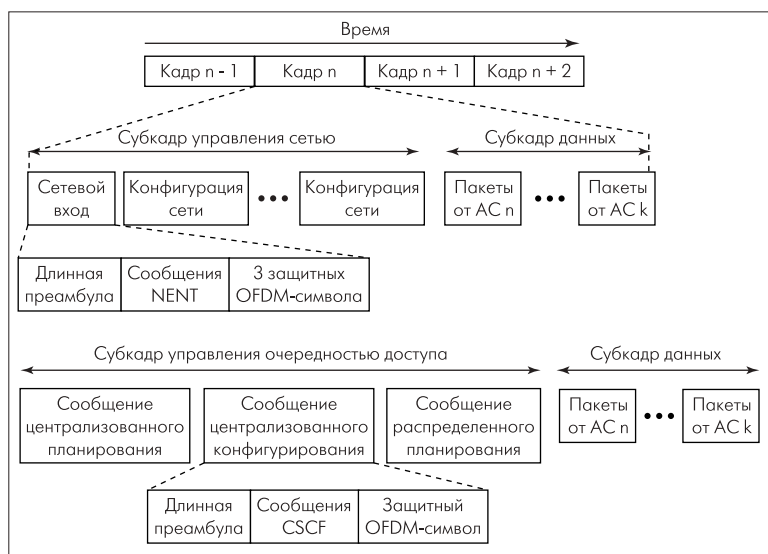 Время
Кадр n - 1
Кадр n
Кадр n + 1
Кадр n + 2
Субкадр управления сетью
Субкадр данных
Сетевой
вход
Конфигурация
сети
•••
Конфигурация
сети
Пакеты
от АС n
•••
Пакеты
от АС k
Длинная
преамбула
Сообщения
NENT
3 защитных
OFDM-символа
Субкадр управления очередностью доступа
Субкадр данных
Сообщение
централизованного
планирования
Сообщение
централизованного
конфигурирования
Сообщение
распределенного
планирования
Пакеты
от АС n
•••
Пакеты
от АС k
Длинная
преамбула
Сообщения
CSCF
Защитный
OFDM-символ